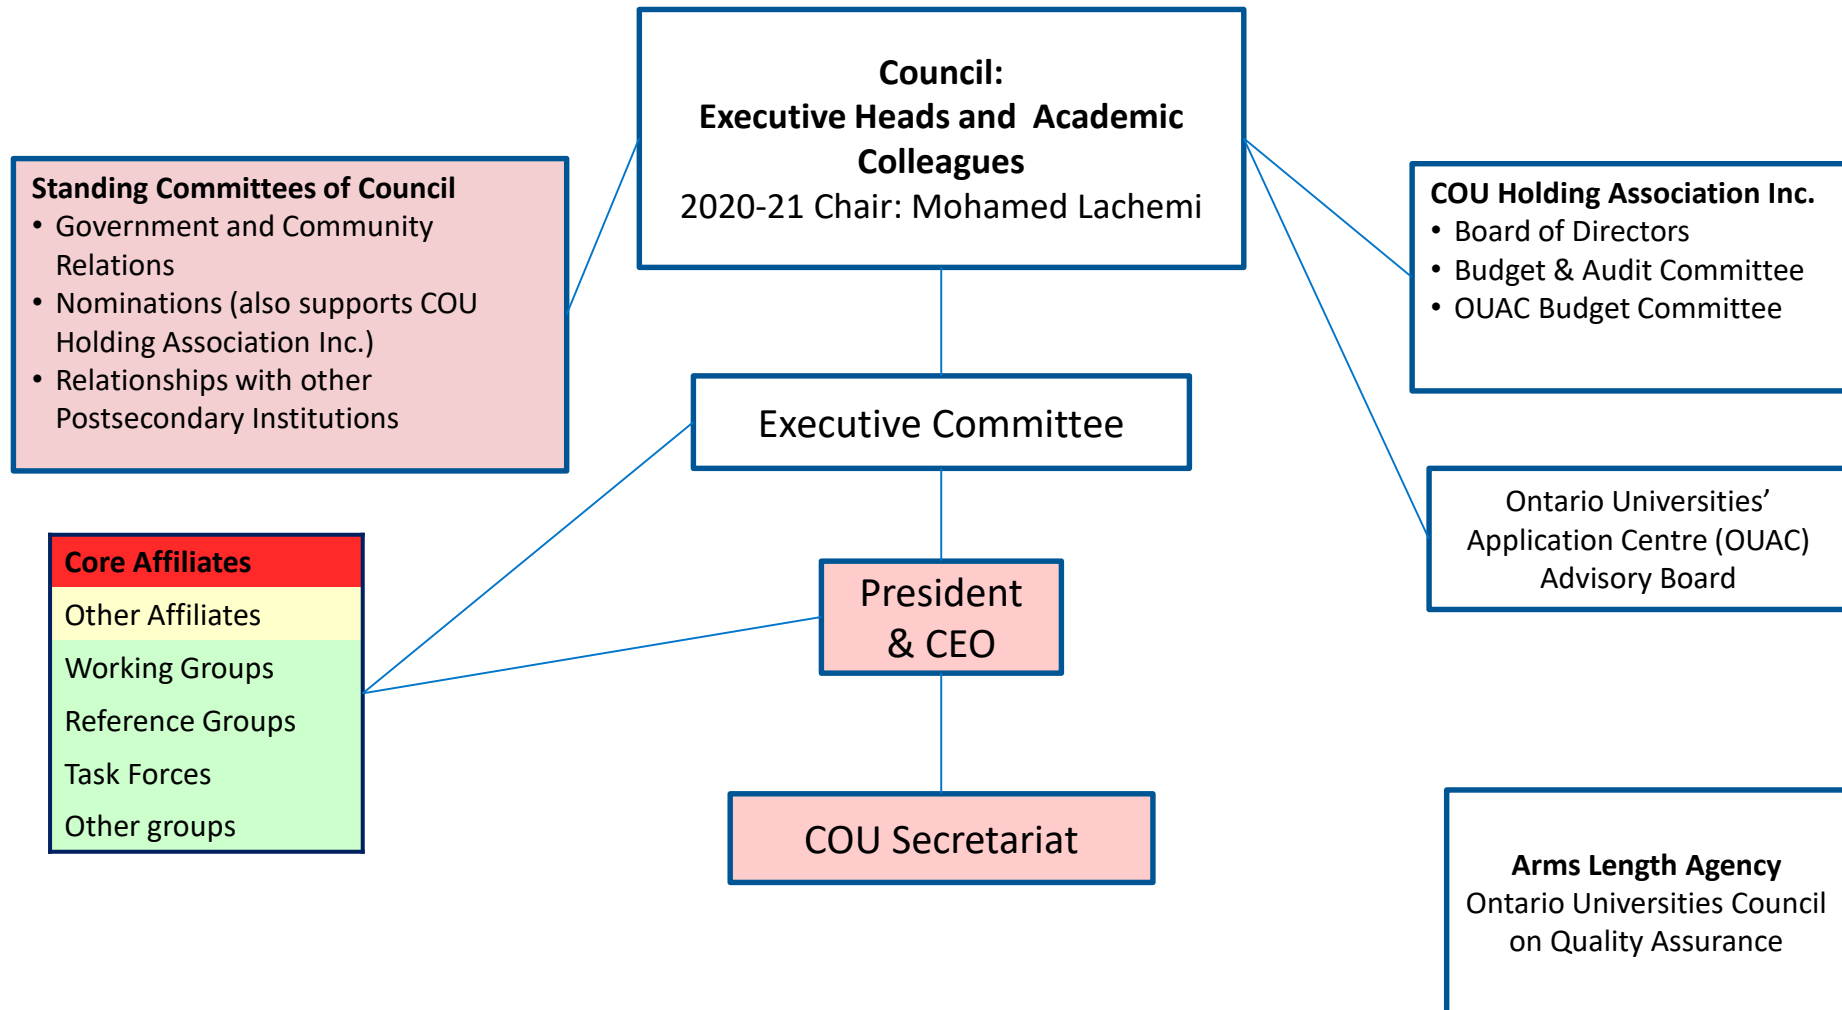 Council:
Executive Heads and Academic
Colleagues
2020-21 Chair: Mohamed Lachemi
Standing Committees of Council
• Government and Community
Relations
• Nominations (also supports COU
Holding Association Inc.)
• Relationships with other
Postsecondary Institutions
COU Holding Association Inc.
• Board of Directors
• Budget & Audit Committee
• OUAC Budget Committee
Executive Committee
Ontario Universities’
Application Centre (OUAC)
Advisory Board
Core Affiliates
Other Affiliates
Working Groups
Reference Groups
Task Forces
Other groups
President
& CEO
COU Secretariat
Arms Length Agency
Ontario Universities Council
on Quality Assurance